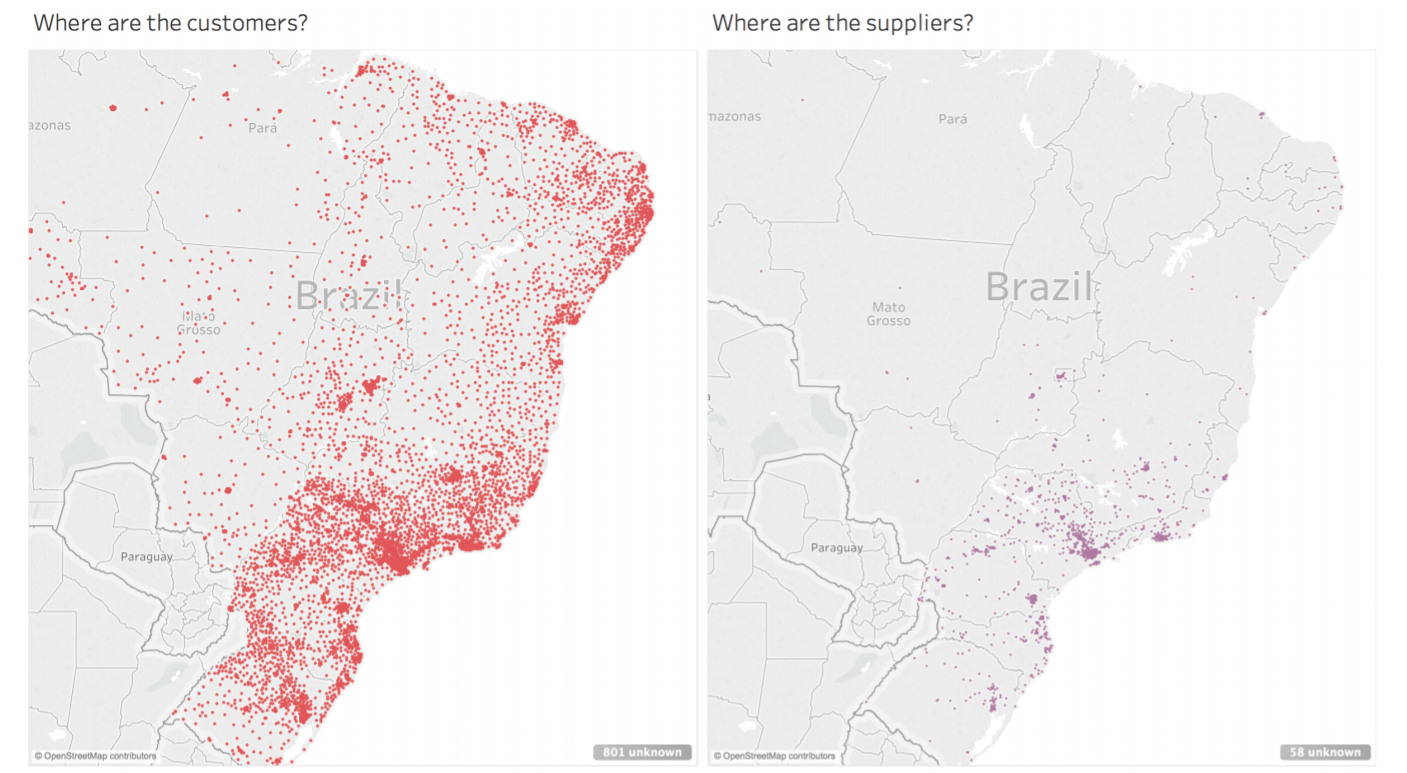 Where are the customers?
Where are the suppliers?
azonas
Pará
Brazil
Mato
Grosso
Paraguay
© OpenStreetMap contributors
801 unknown
mazonas
Pará
Brazil
Mato
Grosso
Paraguay
© OpenStreetMap contributors
58 unknown